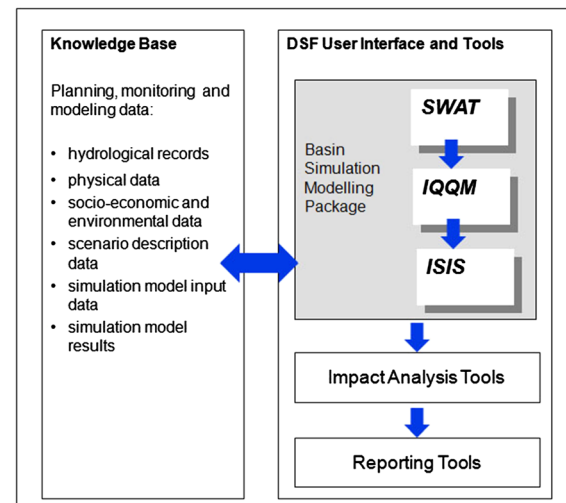 Knowledge Base
Planning, monitoring and
modeling data:
• hydrological records
• physical data
• socio-economic and
environmental data
• scenario description
data
• simulation model input
data
• simulation model
results
DSF User Interface and Tools
Basin
Simulation
Modelling
Package
SWAT
IQQM
ISIS
Impact Analysis Tools
Reporting Tools